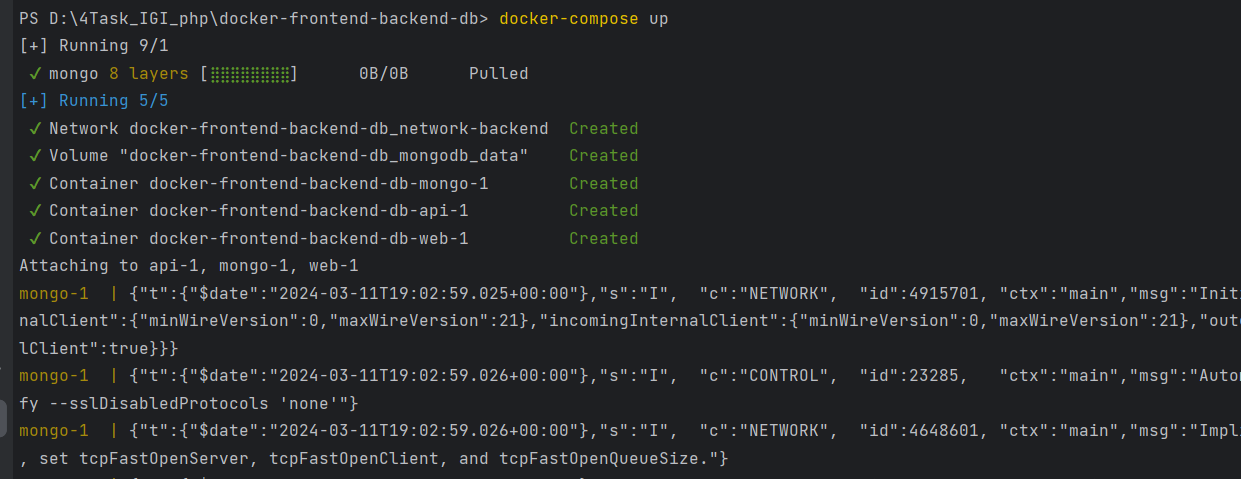 PS D:\4Task_IGI_php\docker-frontend-backend-db> docker-compose up
[+] Running 9/1
✓ mongo 8 layers [⣿⣿⣿⣿⣿⣿⣿⣿] 0B/0B Pulled
[+] Running 5/5
✓ Network docker-frontend-backend-db_network-backend Created
✓ Volume "docker-frontend-backend-db_mongodb_data" Created
✓ Container docker-frontend-backend-db-mongo-1 Created
✓ Container docker-frontend-backend-db-api-1 Created
✓ Container docker-frontend-backend-db-web-1 Created
Attaching to api-1, mongo-1, web-1
mongo-1 | {"t":{"$date":"2024-03-11T19:02:59.025+00:00"},"s":"I", "c":"NETWORK", "id":4915701, "ctx":"main","msg":"Init
nalClient":{"minWireVersion":0,"maxWireVersion":21},"incomingInternalClient":{"minWireVersion":0,"maxWireVersion":21},"out
lClient":true}}}
mongo-1 | {"t":{"$date":"2024-03-11T19:02:59.026+00:00"},"s":"I", "c":"CONTROL", "id":23285, "ctx":"main","msg":"Auto
fy --sslDisabledProtocols 'none'"}
mongo-1 | {"t":{"$date":"2024-03-11T19:02:59.026+00:00"},"s":"I", "c":"NETWORK", "id":4648601, "ctx":"main","msg":"Impl
, set tcpFastOpenServer, tcpFastOpenClient, and tcpFastOpenQueueSize."}